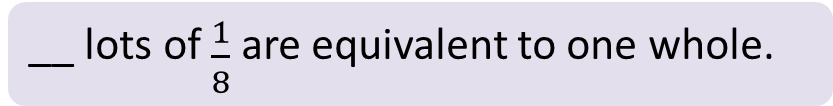 __ lots of 1/8 are equivalent to one whole.